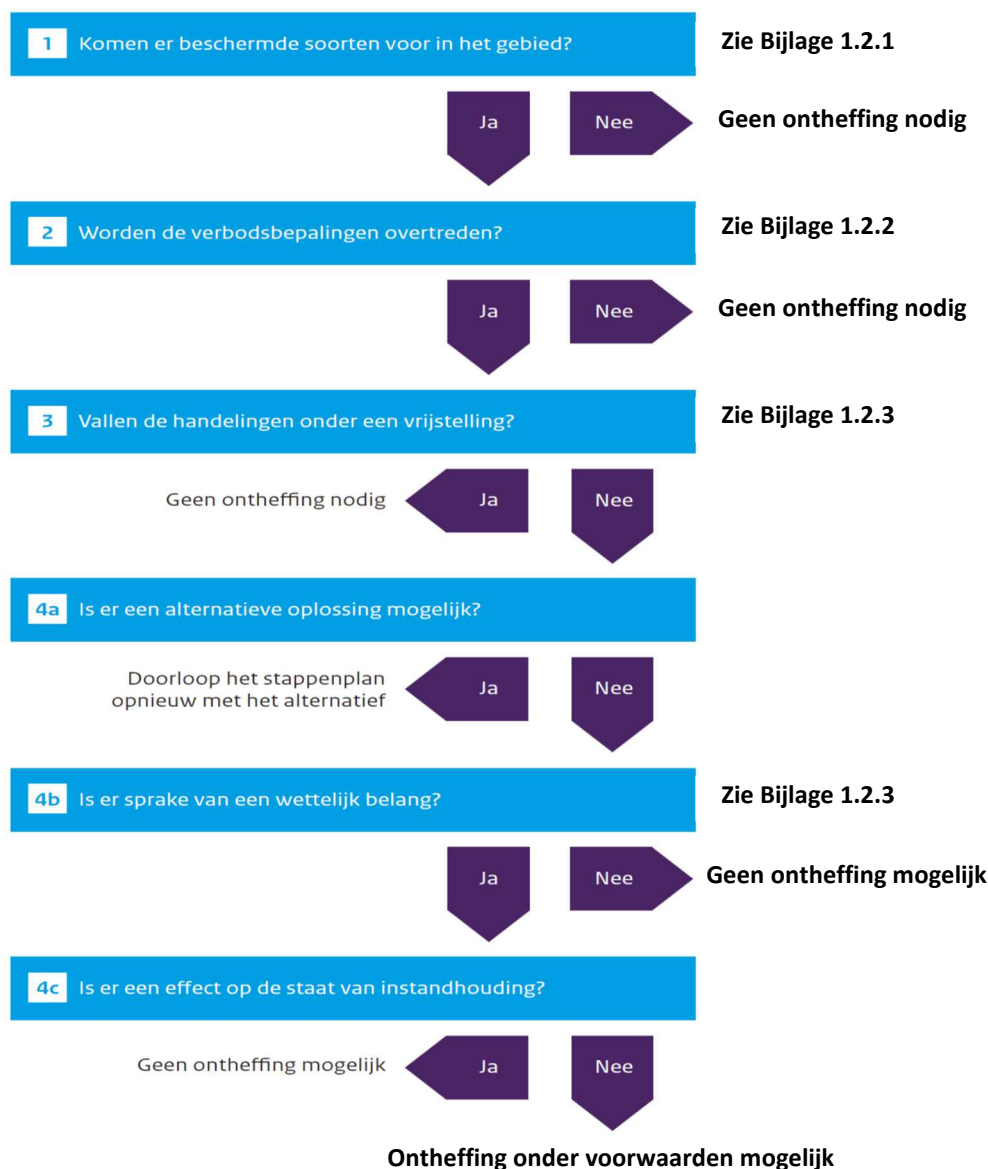 1 Komen er beschermde soorten voor in het gebied? Zie Bijlage 1.2.1
Ja Nee Geen ontheffing nodig
2 Worden de verbodsbepalingen overtreden? Zie Bijlage 1.2.2
Ja Nee Geen ontheffing nodig
3 Vallen de handelingen onder een vrijstelling? Zie Bijlage 1.2.3
Geen ontheffing nodig Ja Nee
4a Is er een alternatieve oplossing mogelijk?
Doorloop het stappenplan
opnieuw met het alternatief Ja Nee
4b Is er sprake van een wettelijk belang? Zie Bijlage 1.2.3
Ja Nee Geen ontheffing mogelijk
4c Is er een effect op de staat van instandhouding?
Geen ontheffing mogelijk Ja Nee
Ontheffing onder voorwaarden mogelijk